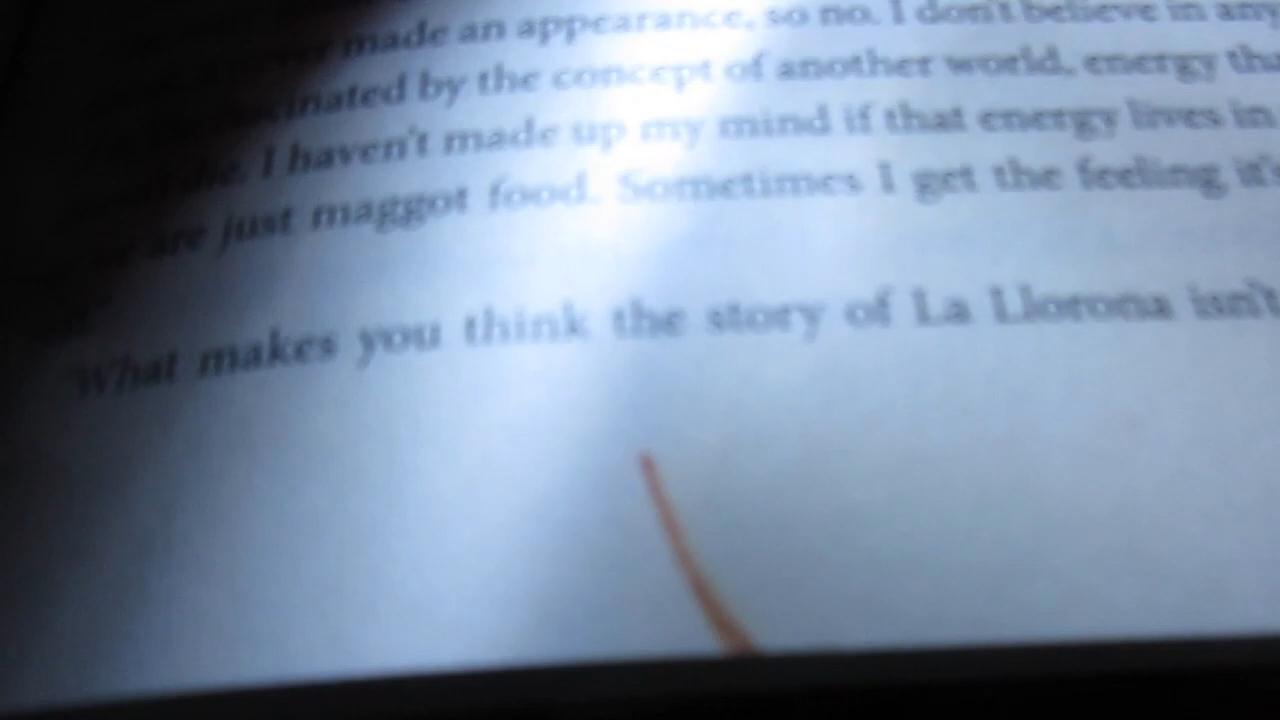 made an appearance, so no. I don't believe in any
by the concept of another world, energy
I haven't made up my mind if that energy lives in
are just maggot food. Sometimes I get the feeling it's
What makes you think the story of La Llorona isn't